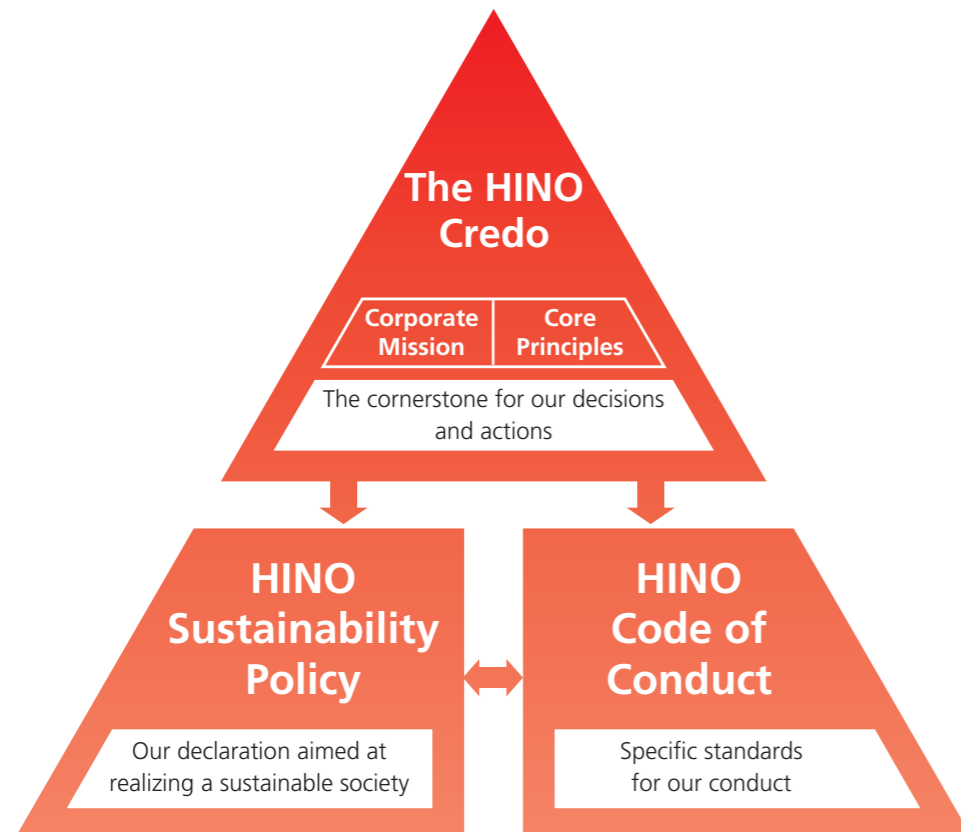 The HINO
Credo
Corporate
Mission
Core
Principles
The cornerstone for our decisions
and actions
HINO
Sustainability
Policy
Our declaration aimed at
realizing a sustainable society
HINO
Code of
Conduct
Specific standards
for our conduct